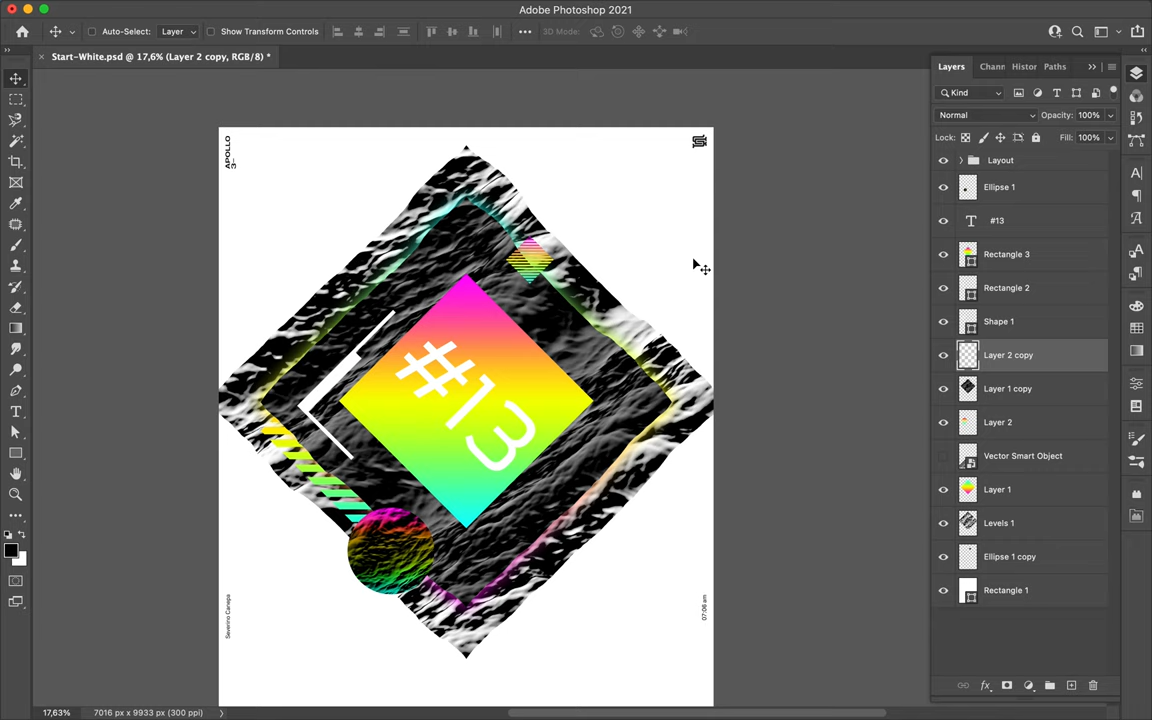 Adobe Photoshop 2021
Auto-Select: Layer Show Transform Controls 3D Mode:
Start-White.psd @ 17,6% (Layer 2 copy, RGB/8) *
Layers Chann Histor Paths
Kind
Normal Opacity: 100%
Lock: Fill: 100%
Layout
Ellipse 1
#13
Rectangle 3
Rectangle 2
Shape 1
Layer 2 copy
Layer 1 copy
Layer 2
Vector Smart Object
Layer 1
Levels 1
Ellipse 1 copy
Rectangle 1
APOLLO
3—
#13
Severino Canepa
07:06 am
17,63% 7016 px x 9933 px (300 ppi)